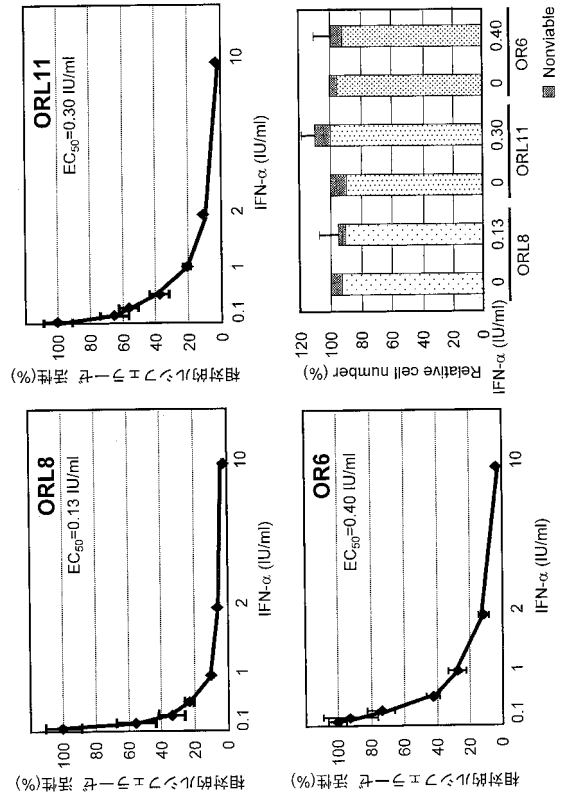 ORL8
EC50=0.13 IU/ml
相対的ルシフェラーゼ 活性(%)
100
80
60
40
20
0
0.1
1
2
10
IFN-α (IU/ml)
ORL11
EC50=0.30 IU/ml
相対的ルシフェラーゼ 活性(%)
100
80
60
40
20
0
0.1
1
2
10
IFN-α (IU/ml)
OR6
EC50=0.40 IU/ml
相対的ルシフェラーゼ 活性(%)
100
80
60
40
20
0
0.1
1
2
10
IFN-α (IU/ml)
Relative cell number (%)
120
100
80
60
40
20
0
IFN-α (IU/ml)
0 0.13 0 0.30 0 0.40
ORL8 ORL11 OR6
Nonviable